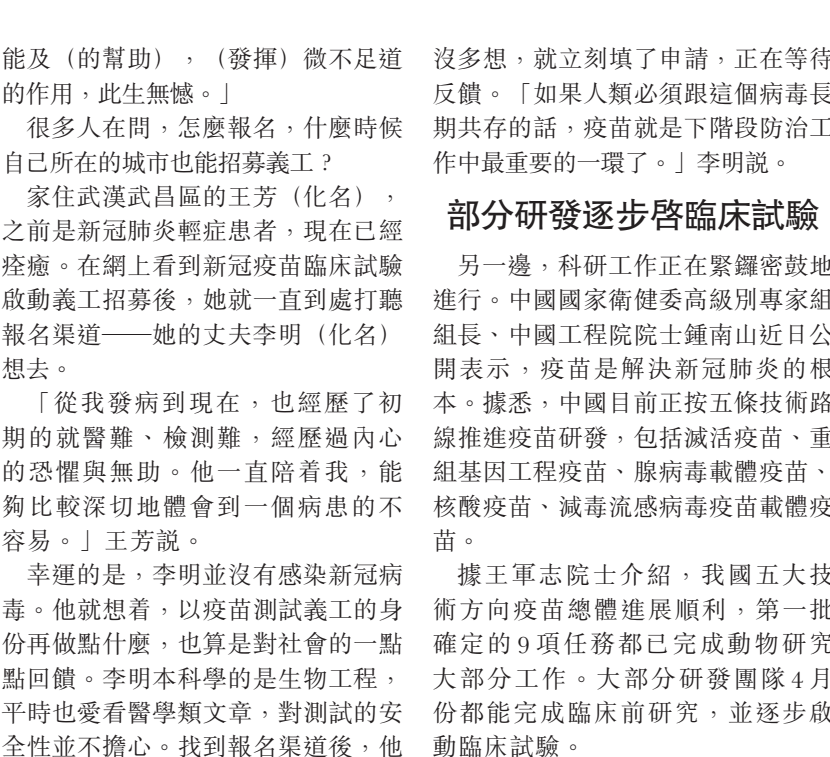 能及（的幫助），（發揮）微不足道
的作用，此生無憾。」
很多人在問，怎麼報名，什麼時候
自己所在的城市也能招募義工？
家住武漢武昌區的王芳（化名），
之前是新冠肺炎輕症患者，現在已經
痊癒。在網上看到新冠疫苗臨床試驗
啟動義工招募後，她就一直到處打聽
報名渠道——她的丈夫李明（化名）
想去。
「從我發病到現在，也經歷了初
期的就醫難、檢測難，經歷過內心
的恐懼與無助。他一直陪着我，能
夠比較深切地體會到一個病患的不
容易。」王芳説。
幸運的是，李明並沒有感染新冠病
毒。他就想着，以疫苗測試義工的身
份再做點什麼，也算是對社會的一點
點回饋。李明本科學的是生物工程，
平時也愛看醫學類文章，對測試的安
全性並不擔心。找到報名渠道後，他
沒多想，就立刻填了申請，正在等待
反饋。「如果人類必須跟這個病毒長
期共存的話，疫苗就是下階段防治工
作中最重要的一環了。」李明説。
部分研發逐步啓臨床試驗
另一邊，科研工作正在緊鑼密鼓地
進行。中國國家衛健委高級別專家組
組長、中國工程院院士鍾南山近日公
開表示，疫苗是解決新冠肺炎的根
本。據悉，中國目前正按五條技術路
線推進疫苗研發，包括滅活疫苗、重
組基因工程疫苗、腺病毒載體疫苗、
核酸疫苗、減毒流感病毒疫苗載體疫
苗。
據王軍志院士介紹，我國五大技
術方向疫苗總體進展順利，第一批
確定的9項任務都已完成動物研究
大部分工作。大部分研發團隊4月
份都能完成臨床前研究，並逐步啟
動臨床試驗。